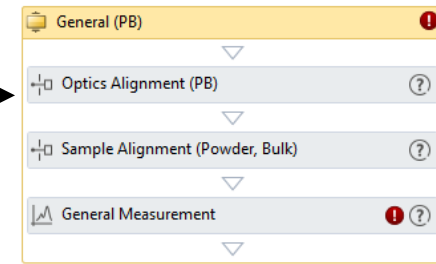 General (PB)
Optics Alignment (PB)
Sample Alignment (Powder, Bulk)
General Measurement